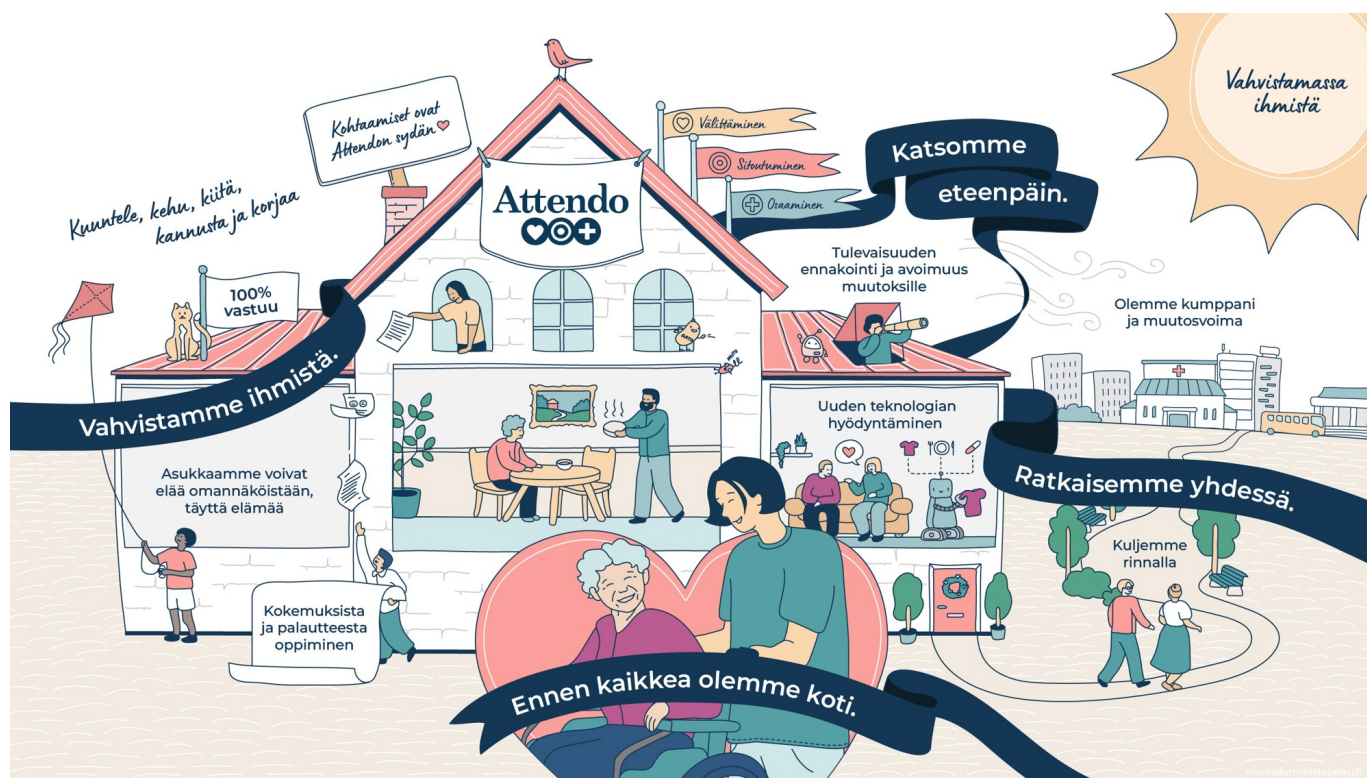 Vahvistamassa
ihmistä
Kohtaamiset ovat
Attendon sydän
Välittäminen
Sitoutuminen
Osaaminen
Katsomme
eteenpäin.
Kuuntele, kehu, kiitä,
kannusta ja korjaa
Attendo
100%
vastuu
Tulevaisuuden
ennakointi ja avoimuus
muutoksille
Olemme kumppani
ja muutosvoima
Vahvistamme ihmistä.
Uuden teknologian
hyödyntäminen
Asukkaamme voivat
elää omannäköistään,
täyttä elämää
Ratkaisemme yhdessä.
Kuljemme
rinnalla
Kokemuksista
ja palautteesta
oppiminen
Ennen kaikkea olemme koti.
muotoilutoimistopolku.fi